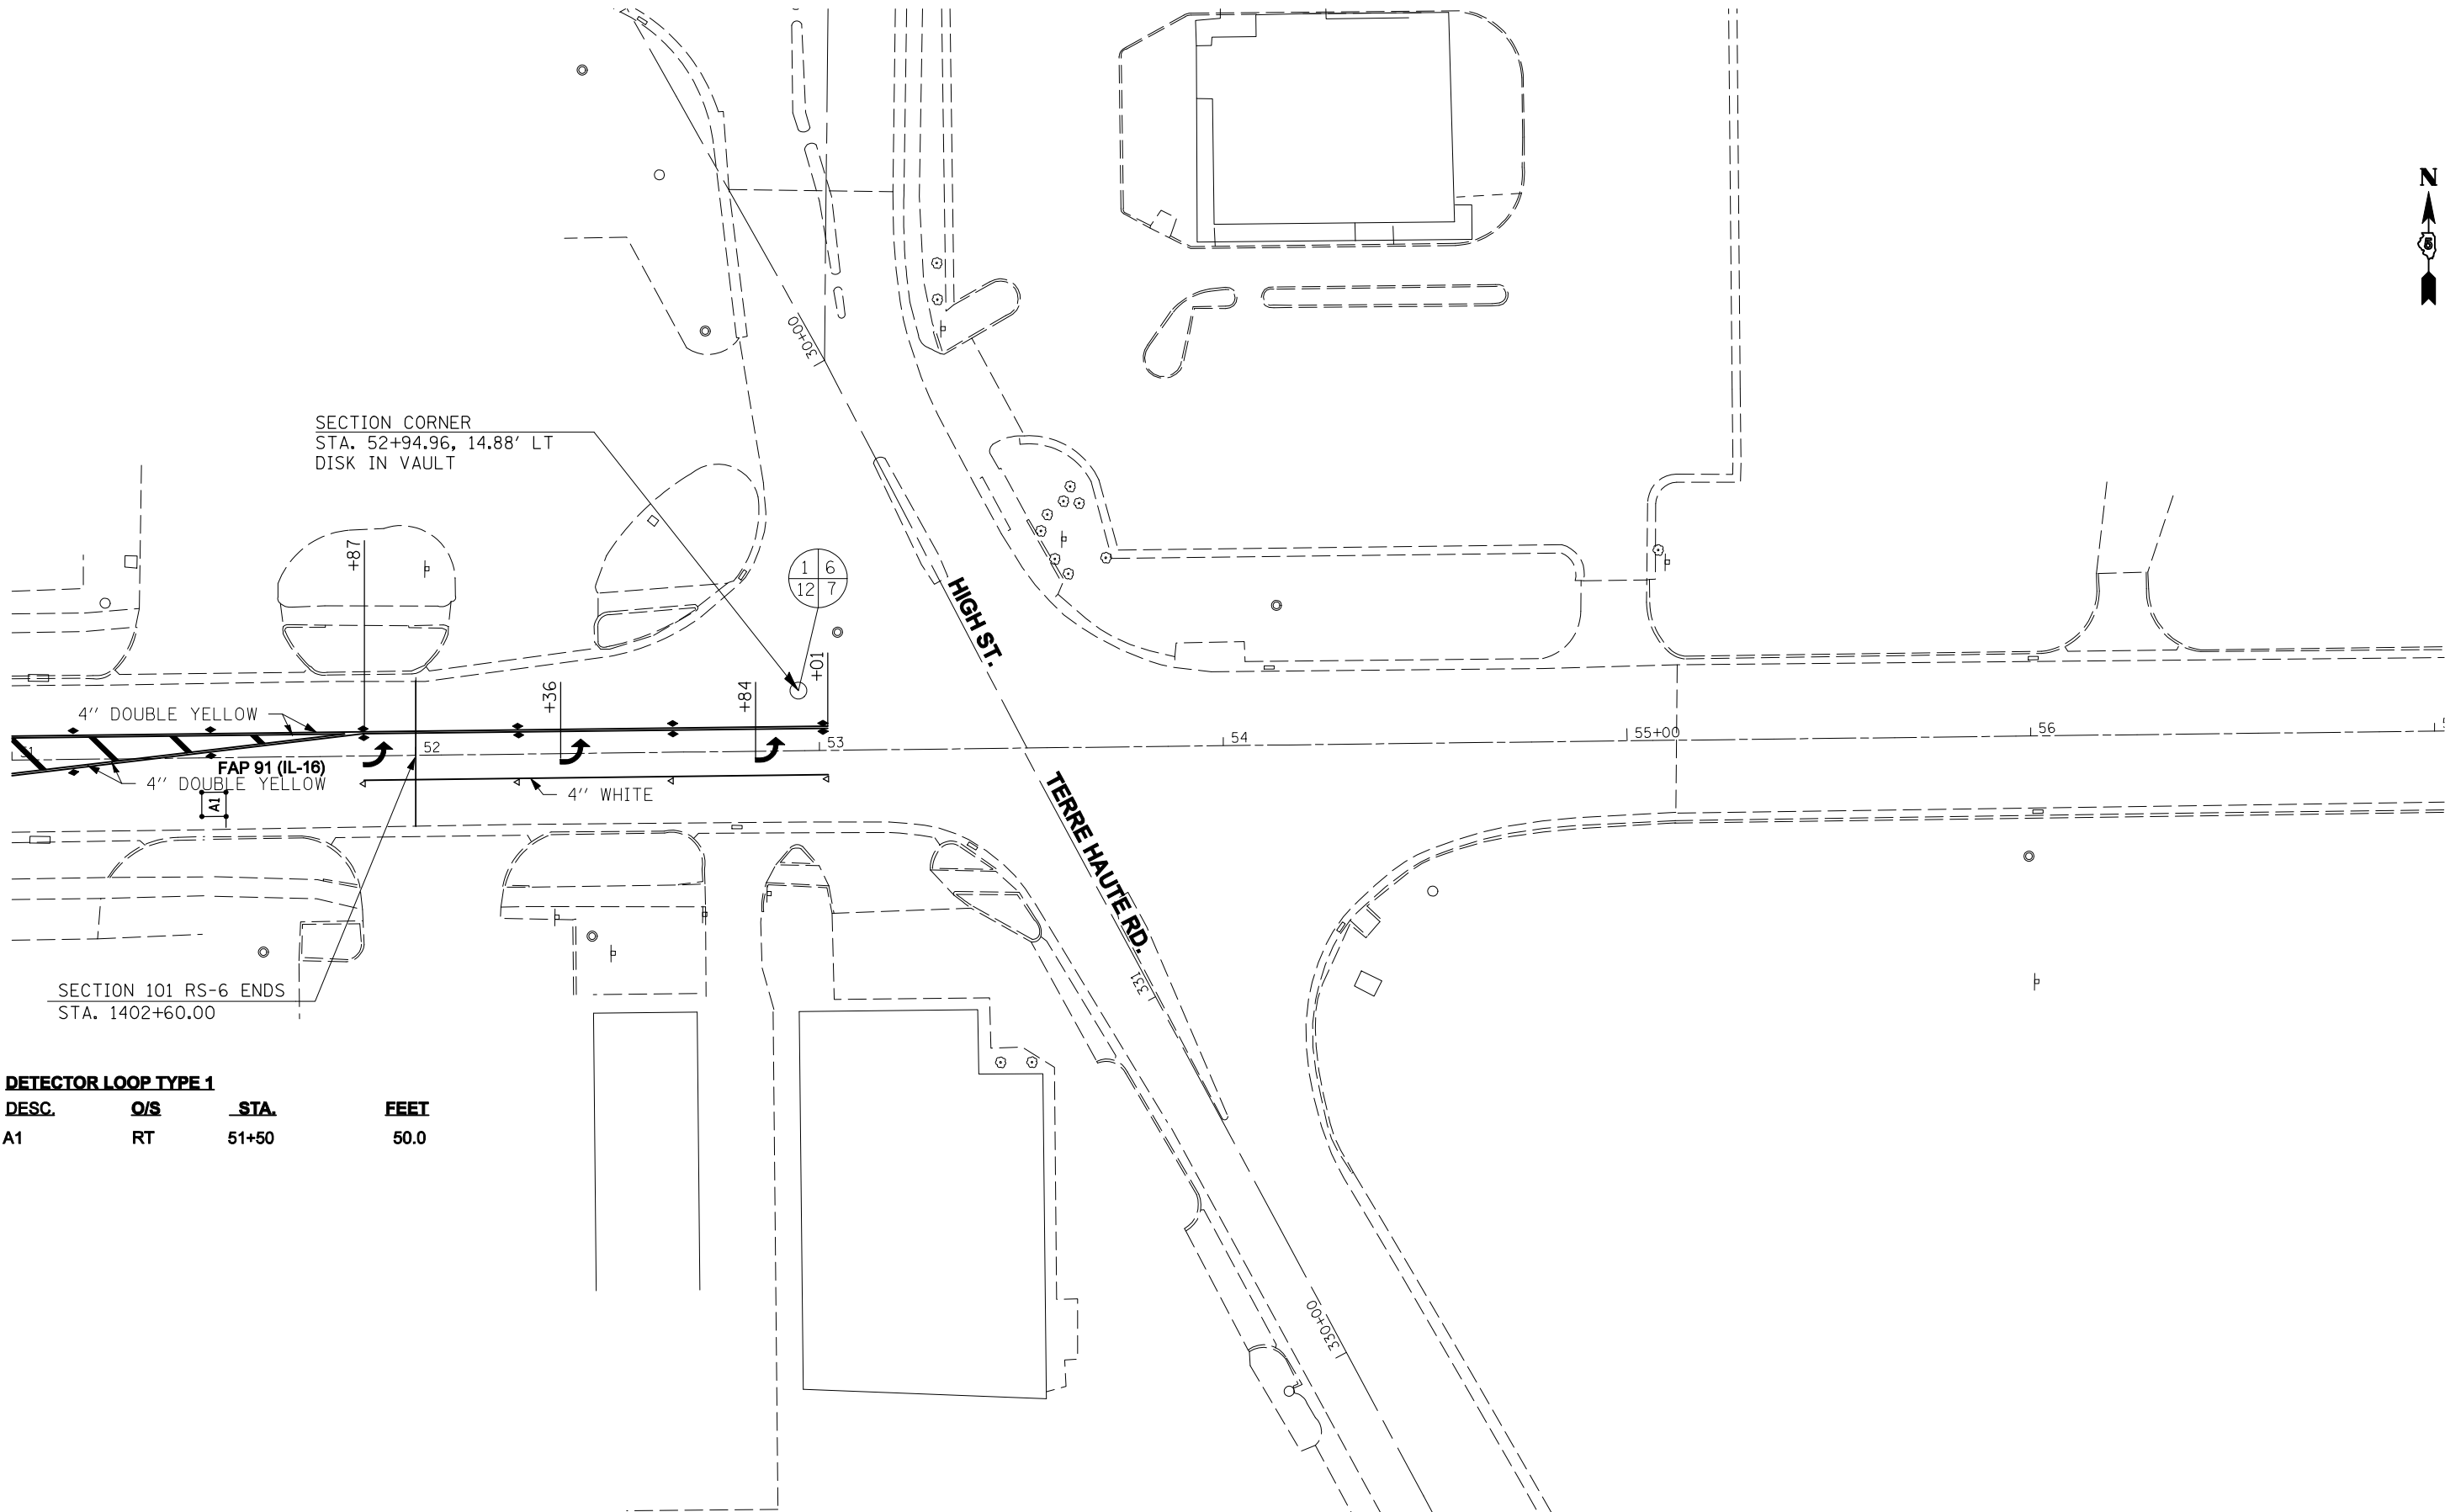 N
5
30+00
SECTION CORNER
STA. 52+94.96, 14.88' LT
DISK IN VAULT
+87
1 6
12 7
HIGH ST.
+01
+36
+84
4" DOUBLE YELLOW
51
52
53
54
55+00
56
FAP 91 (IL-16)
4" DOUBLE YELLOW
A1
4" WHITE
TERRE HAUTE RD.
331
SECTION 101 RS-6 ENDS
STA. 1402+60.00
DETECTOR LOOP TYPE 1
DESC. O/S STA. FEET
A1 RT 51+50 50.0
330+00